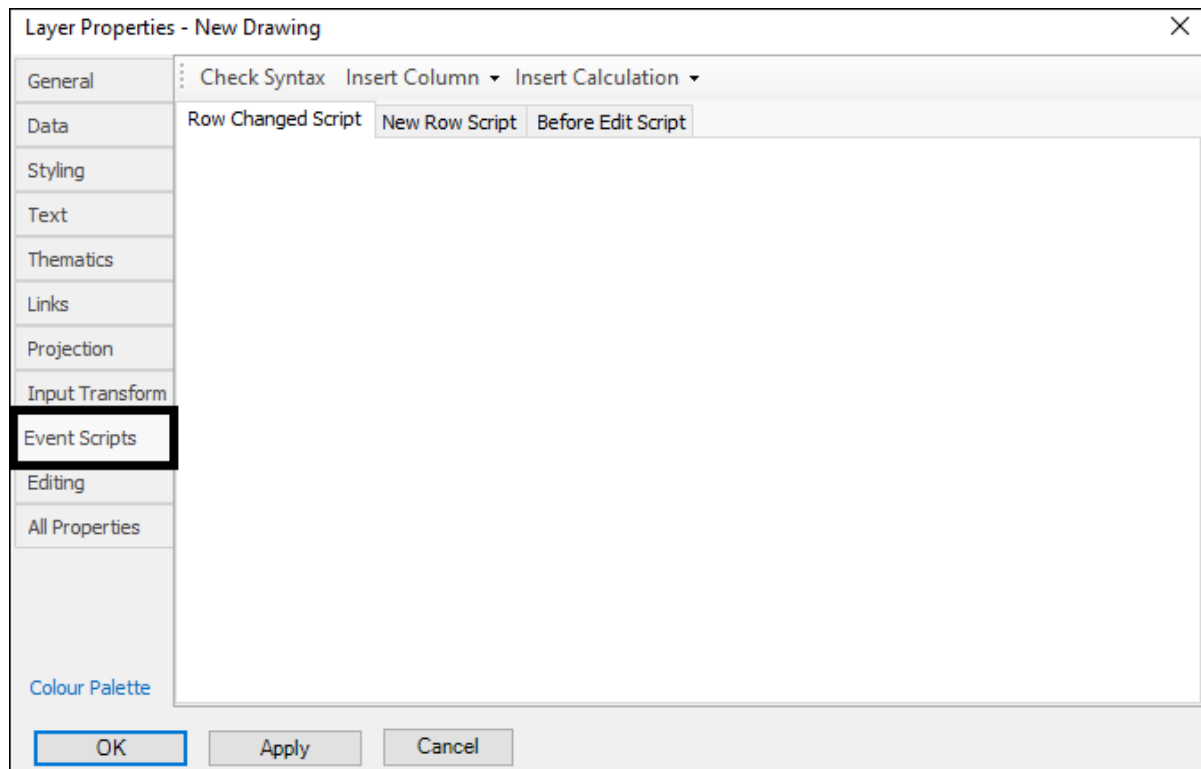 Layer Properties - New Drawing
General
Data
Styling
Text
Thematics
Links
Projection
Input Transform
Event Scripts
Editing
All Properties
Colour Palette
Check Syntax Insert Column Insert Calculation
Row Changed Script New Row Script Before Edit Script
OK Apply Cancel